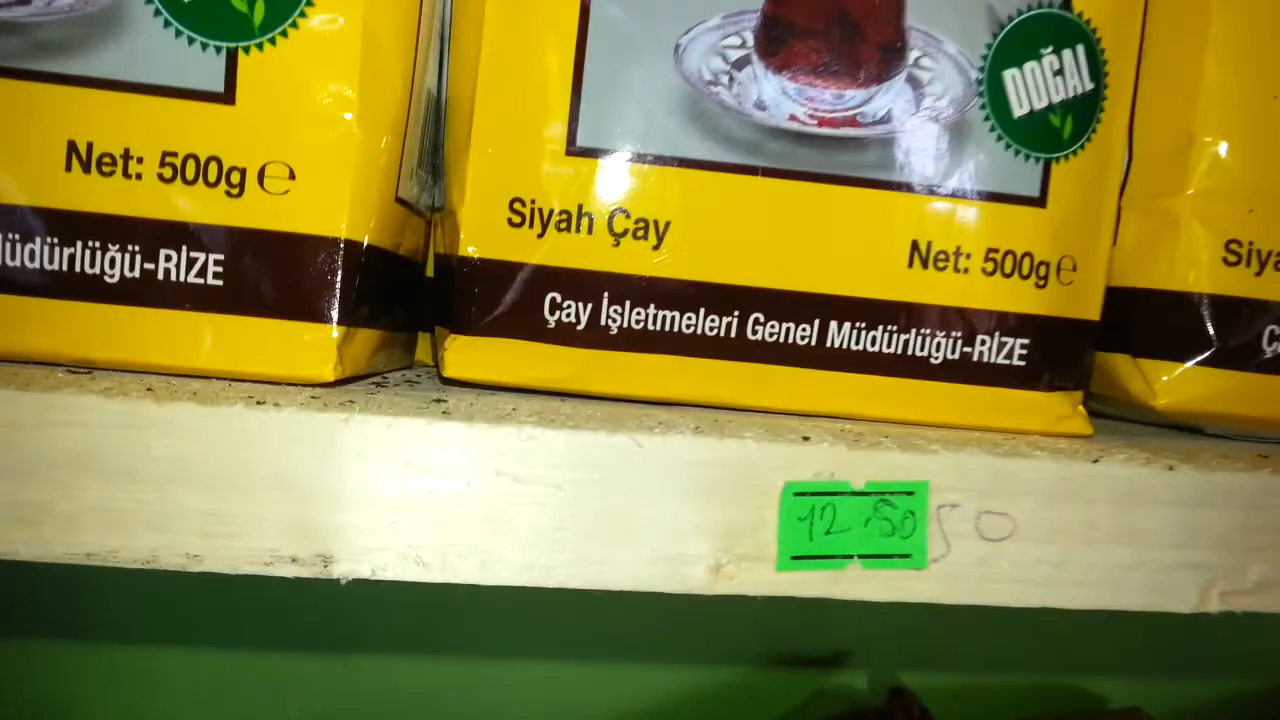 Net: 500g ℮
Müdürlüğü-RİZE
DOĞAL
Siyah Çay
Net: 500g ℮
Çay İşletmeleri Genel Müdürlüğü-RİZE
12.50
50